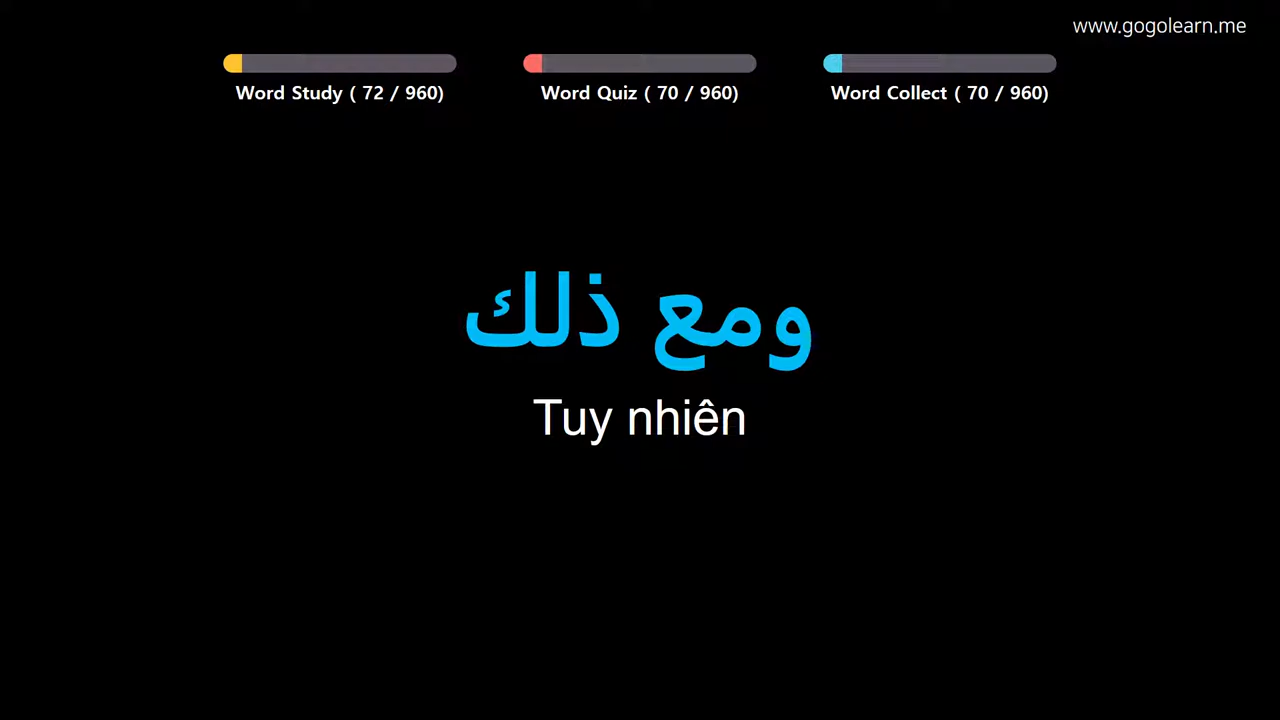 www.gogolearn.me
Word Study ( 72 / 960)
Word Quiz ( 70 / 960)
Word Collect ( 70 / 960)
ومع ذلك
Tuy nhiên